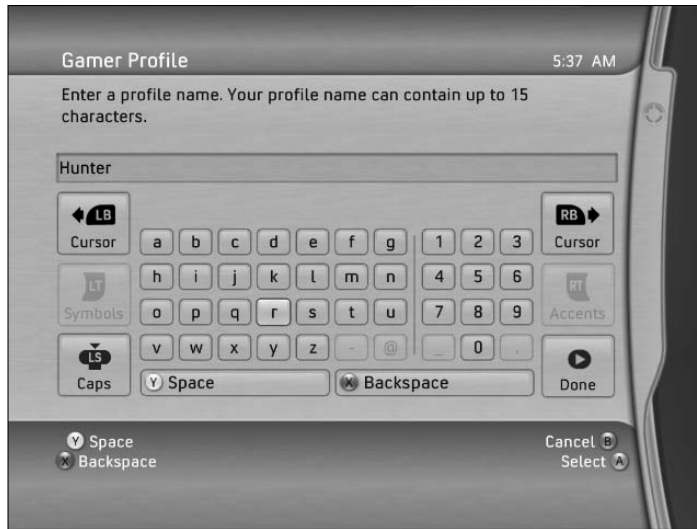 Gamer Profile 5:37 AM
Enter a profile name. Your profile name can contain up to 15
characters.
Hunter
LB RB
Cursor a b c d e f g 1 2 3 Cursor
LT h i j k l m n 4 5 6 RT
Symbols o p q r s t u 7 8 9 Accents
LS v w x y z - @ _ 0 .
Caps Y Space X Backspace Done
Y Space Cancel B
X Backspace Select A